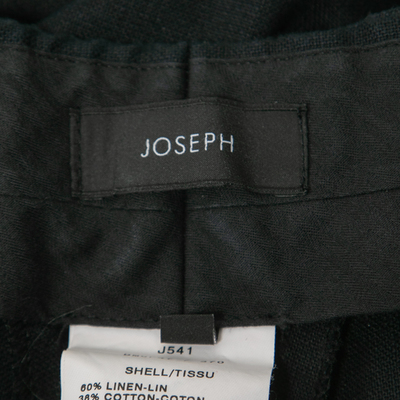 JOSEPH
J541
SHELL/TISSU
60% LINEN-LIN
38% COTTON-COTON